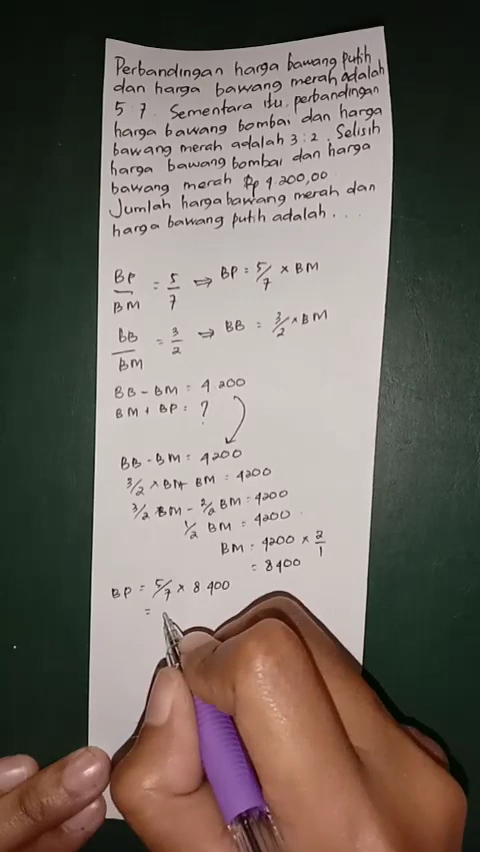 Perbandingan harga bawang putih
dan harga bawang merah adalah
5:7. Sementara itu, perbandingan
harga bawang bombai dan harga
bawang merah adalah 3:2. Selisih
harga bawang bombai dan harga
bawang merah Rp 4.200,00.
Jumlah harga bawang merah dan
harga bawang putih adalah...
BP/BM = 5/7 ⇒ BP = 5/7 × BM
BB/BM = 3/2 ⇒ BB = 3/2 × BM
BB - BM = 4.200
BM + BP = ?
BB - BM = 4200
3/2 × BM - BM = 4200
3/2 BM - 2/2 BM = 4200
1/2 BM = 4200
BM = 4200 × 2/1
= 8400
BP = 5/7 × 8.400
=